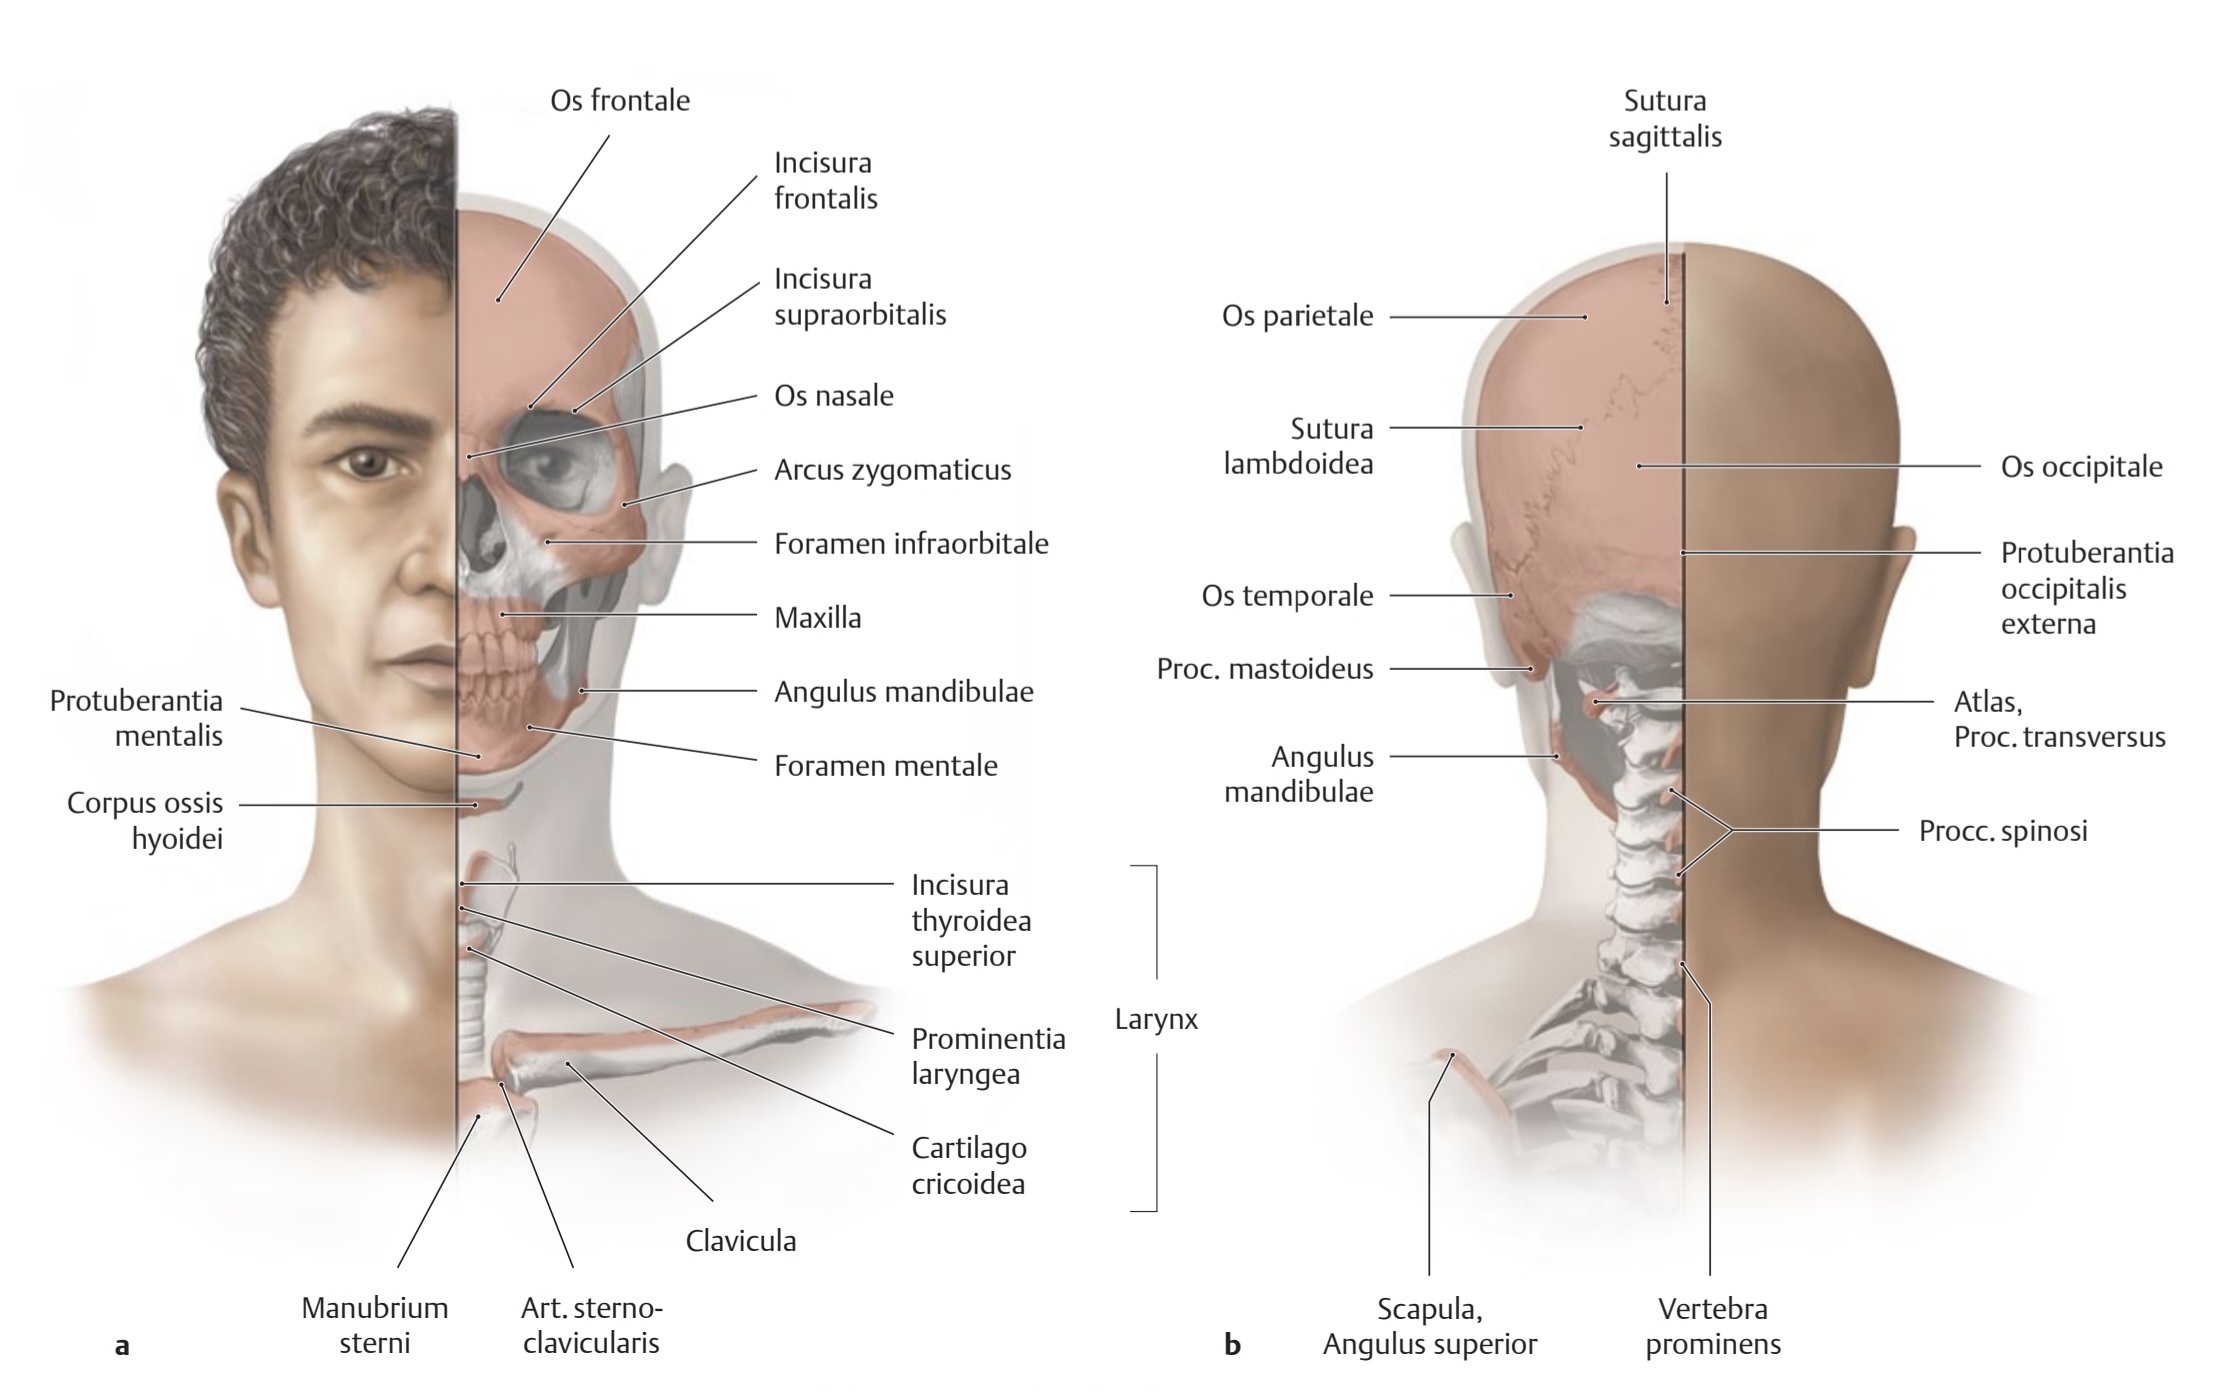 Os frontale
Incisura
frontalis
Incisura
supraorbitalis
Os nasale
Arcus zygomaticus
Foramen infraorbitale
Maxilla
Angulus mandibulae
Foramen mentale
Protuberantia
mentalis
Corpus ossis
hyoidei
Incisura
thyroidea
superior
Prominentia
laryngea
Cartilago
cricoidea
Larynx
Clavicula
Manubrium
sterni
Art. sterno-
clavicularis
a
Sutura
sagittalis
Os parietale
Sutura
lambdoidea
Os temporale
Proc. mastoideus
Angulus
mandibulae
Os occipitale
Protuberantia
occipitalis
externa
Atlas,
Proc. transversus
Procc. spinosi
Scapula,
Angulus superior
Vertebra
prominens
b